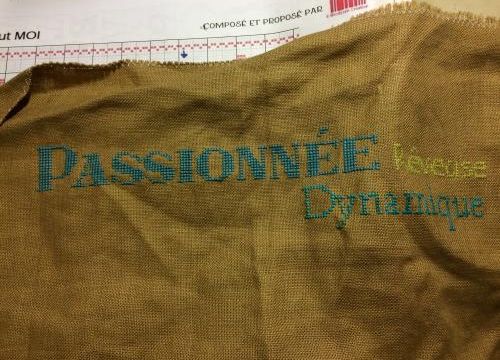 COMPOSÉ ET PROPOSÉ PAR
ut MOI
PASSIONNÉE Rêveuse
Dynamique